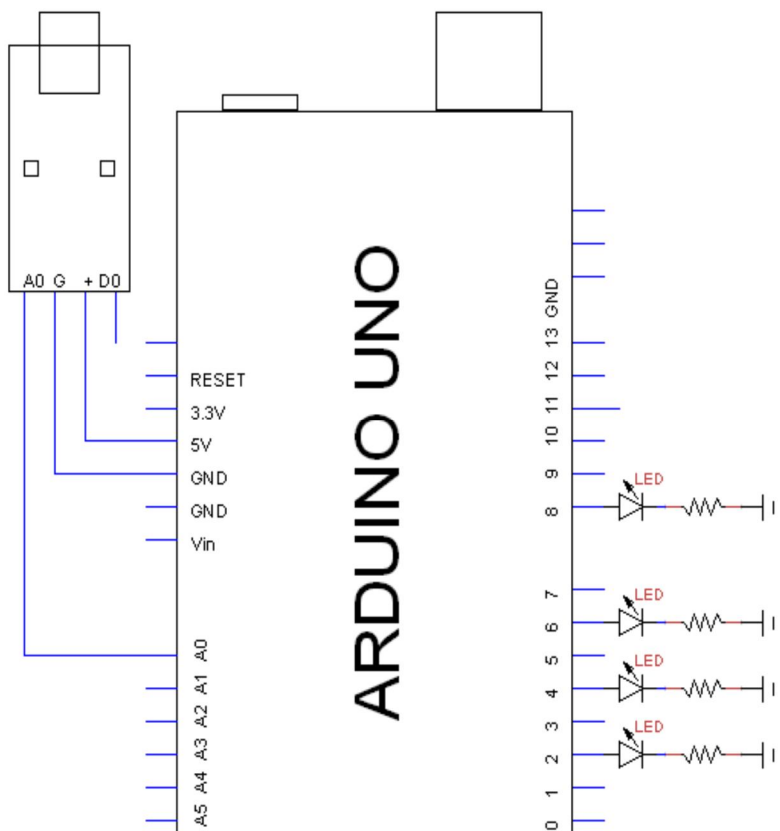 A0 G + D0
ARDUINO UNO
RESET
3.3V
5V
GND
GND
Vin
A0
A1
A2
A3
A4
A5
GND
13
12
11
10
9
8
7
6
5
4
3
2
1
0
LED
LED
LED
LED